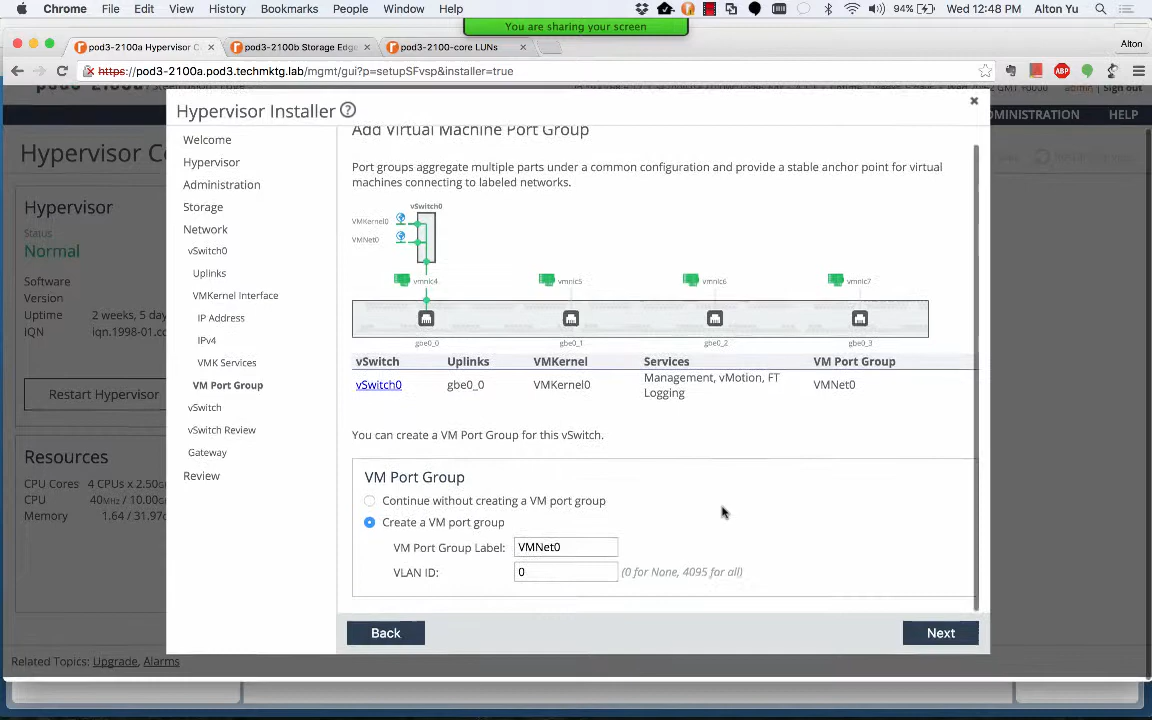 Chrome File Edit View History Bookmarks People Window Help 94% Wed 12:48 PM Alton Yu
You are sharing your screen
pod3-2100a Hypervisor C × pod3-2100b Storage Edge × pod3-2100-core LUNs × Alton
https://pod3-2100a.pod3.techmktg.lab/mgmt/gui?p=setupSFvsp&installer=true
Sign out
Hypervisor Installer ?
DMINISTRATION HELP
Hypervisor Co
Hypervisor
Status
Normal
Software
Version
Uptime 2 weeks, 5 day
IQN iqn.1998-01.co
Restart Hypervisor
Resources
CPU Cores 4 CPUs x 2.50G
CPU 40MHz / 10.00G
Memory 1.64 / 31.97
Welcome
Hypervisor
Administration
Storage
Network
vSwitch0
Uplinks
VMKernel Interface
IP Address
IPv4
VMK Services
VM Port Group
vSwitch
vSwitch Review
Gateway
Review
Add Virtual Machine Port Group
Port groups aggregate multiple parts under a common configuration and provide a stable anchor point for virtual
machines connecting to labeled networks.
vSwitch0
VMKernel0
VMNet0
vmnic4 vmnic5 vmnic6 vmnic7
gbe0_0 gbe0_1 gbe0_2 gbe0_3
vSwitch Uplinks VMKernel Services VM Port Group
vSwitch0 gbe0_0 VMKernel0 Management, vMotion, FT VMNet0
Logging
You can create a VM Port Group for this vSwitch.
VM Port Group
Continue without creating a VM port group
Create a VM port group
VM Port Group Label: VMNet0
VLAN ID: 0 (0 for None, 4095 for all)
Back Next
Related Topics: Upgrade, Alarms